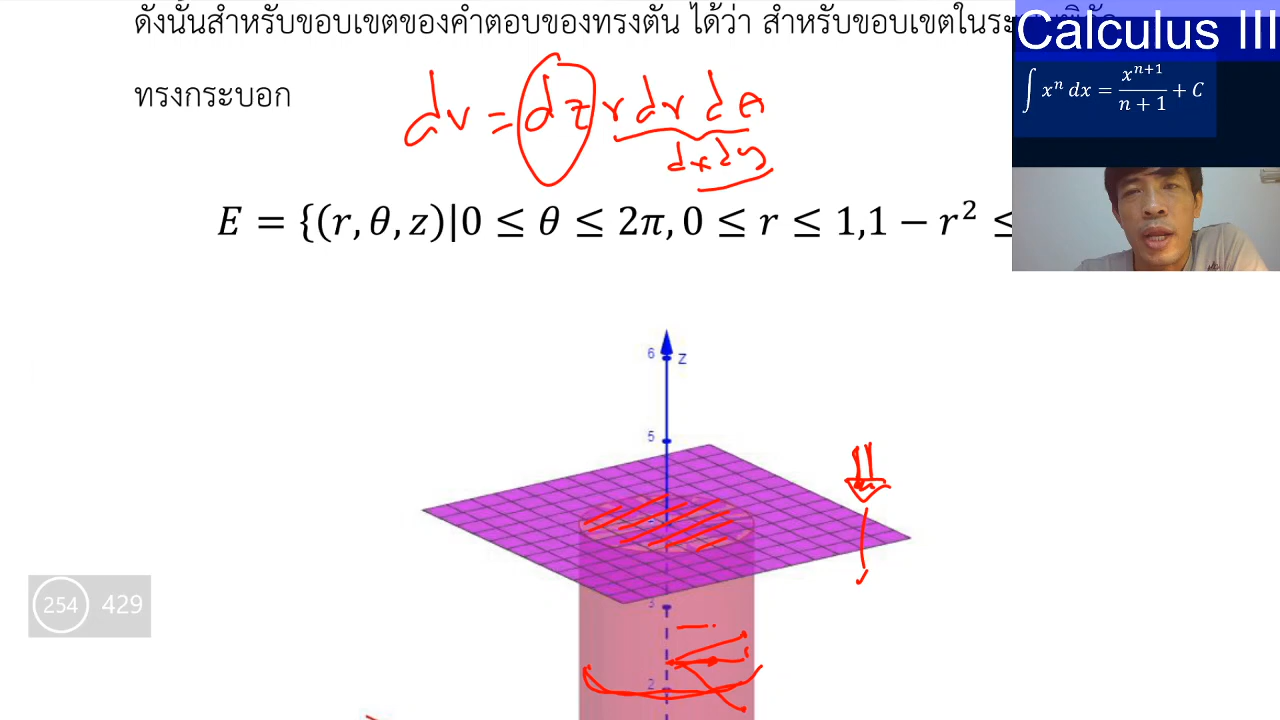 ดังนั้นสำหรับขอบเขตของคำตอบของทรงตัน ได้ว่า สำหรับขอบเขตในระ
Calculus III
∫ xⁿ dx = xⁿ⁺¹ / n + 1 + C
ทรงกระบอก
dv = dz r dr dθ
dx dy
E = {(r, θ, z)|0 ≤ θ ≤ 2π, 0 ≤ r ≤ 1,1 − r² ≤
6 z
5
3
2
254 429